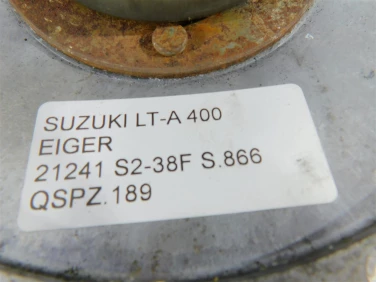 SUZUKI LT-A 400
EIGER
21241 S2-38F S.866
QSPZ.189